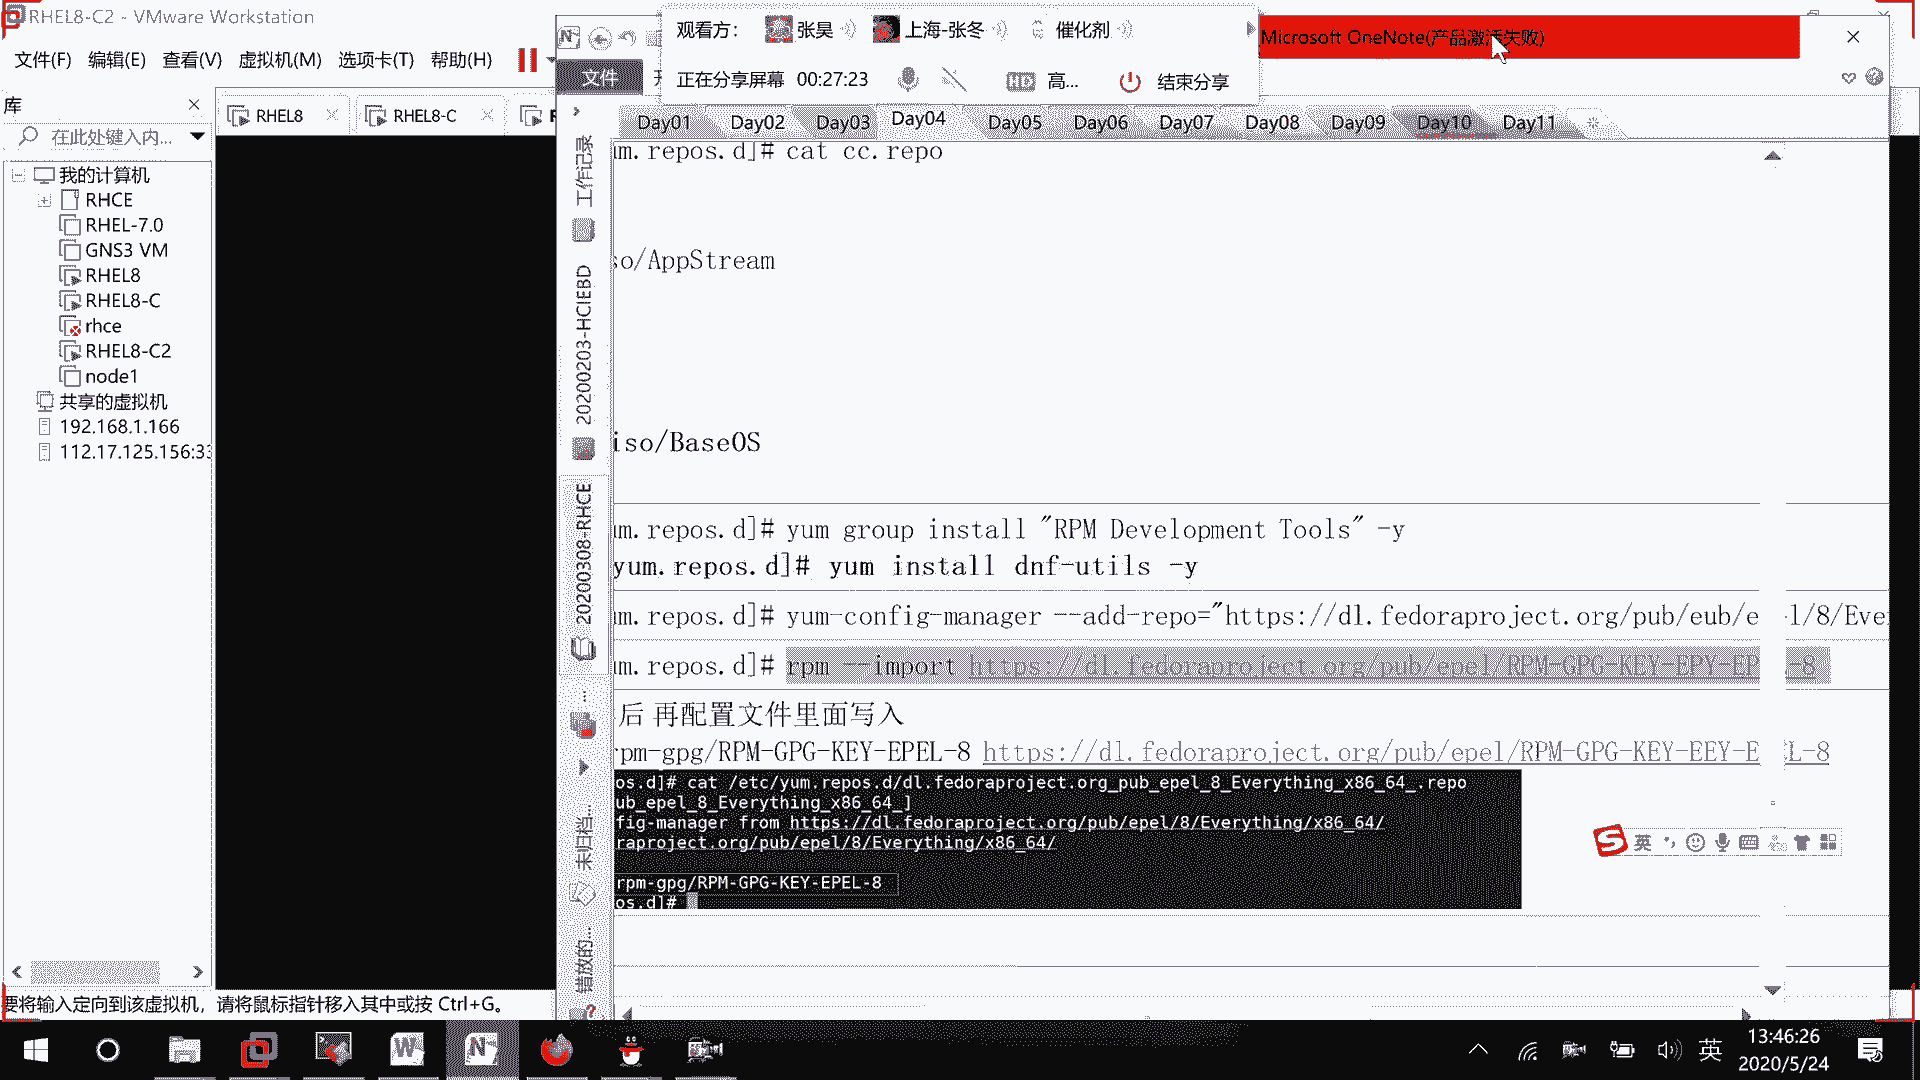 RHEL8-C2 - VMware Workstation
文件(F) 编辑(E) 查看(V) 虚拟机(M) 选项卡(T) 帮助(H)
观看方： 张昊 上海-张冬 催化剂
正在分享屏幕 00:27:23 HD 高... 结束分享
Microsoft OneNote(产品激活失败)
文件
库
在此处键入内...
我的计算机
RHCE
RHEL-7.0
GNS3 VM
RHEL8
RHEL8-C
rhce
RHEL8-C2
node1
共享的虚拟机
192.168.1.166
112.17.125.156:33
RHEL8
RHEL8-C
工作记录
20200203-HCIEBD
20200308-RHCE
未归档...
错放的...
Day01 Day02 Day03 Day04 Day05 Day06 Day07 Day08 Day09 Day10 Day11
um.repos.d]# cat cc.repo
so/AppStream
iso/BaseOS
um.repos.d]# yum group install "RPM Development Tools" -y
yum.repos.d]# yum install dnf-utils -y
um.repos.d]# yum-config-manager --add-repo="https://dl.fedoraproject.org/pub/eub/e l/8/Eve
um.repos.d]# rpm --import https://dl.fedoraproject.org/pub/epel/RPM-GPG-KEY-EPY-EP -8
后 再配置文件里面写入
rpm-gpg/RPM-GPG-KEY-EPEL-8 https://dl.fedoraproject.org/pub/epel/RPM-GPG-KEY-EEY-E EL-8
os.d]# cat /etc/yum.repos.d/dl.fedoraproject.org_pub_epel_8_Everything_x86_64_.repo
ub_epel_8_Everything_x86_64_]
fig-manager from https://dl.fedoraproject.org/pub/epel/8/Everything/x86_64/
raproject.org/pub/epel/8/Everything/x86_64/
rpm-gpg/RPM-GPG-KEY-EPEL-8
os.d]#
英
要将输入定向到该虚拟机，请将鼠标指针移入其中或按 Ctrl+G。
英
13:46:26
2020/5/24